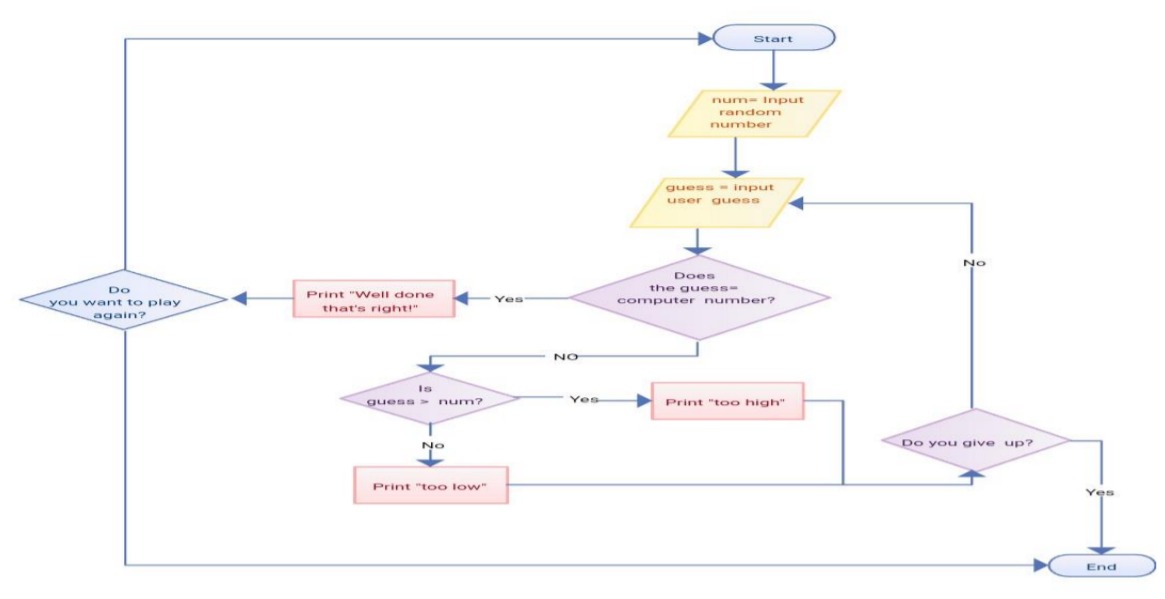 Start
num= Input
random
number
guess = input
user guess
No
Does
the guess=
computer number?
Yes
Print "Well done
that's right!"
Do
you want to play
again?
NO
Is
guess > num?
Yes
Print "too high"
No
Print "too low"
Do you give up?
Yes
End